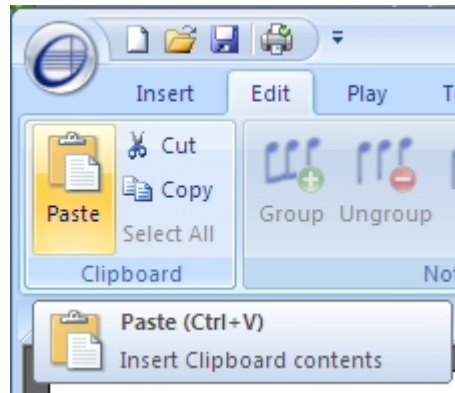 Insert Edit Play
Cut
Copy
Paste
Select All
Group Ungroup
Clipboard
Paste (Ctrl+V)
Insert Clipboard contents